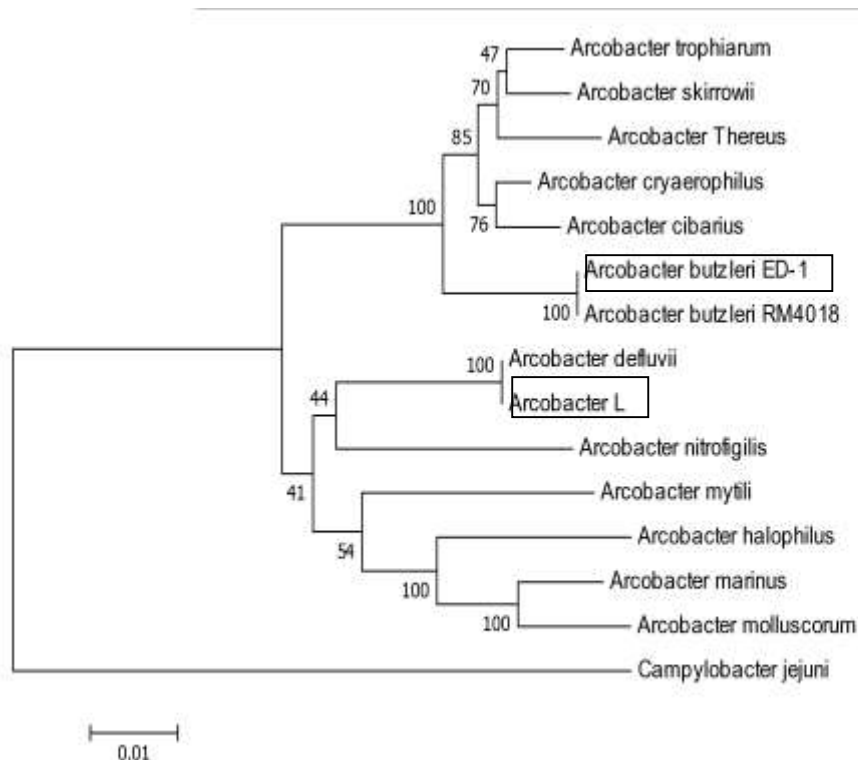 47
Arcobacter trophiarum
70
Arcobacter skirrowii
85
Arcobacter Thereus
Arcobacter cryaerophilus
100
76
Arcobacter cibarius
Arcobacter butzleri ED-1
100
Arcobacter butzleri RM4018
100
Arcobacter defluvii
44
Arcobacter L
Arcobacter nitrofigilis
41
Arcobacter mytili
54
Arcobacter halophilus
100
Arcobacter marinus
100
Arcobacter molluscorum
Campylobacter jejuni
0.01